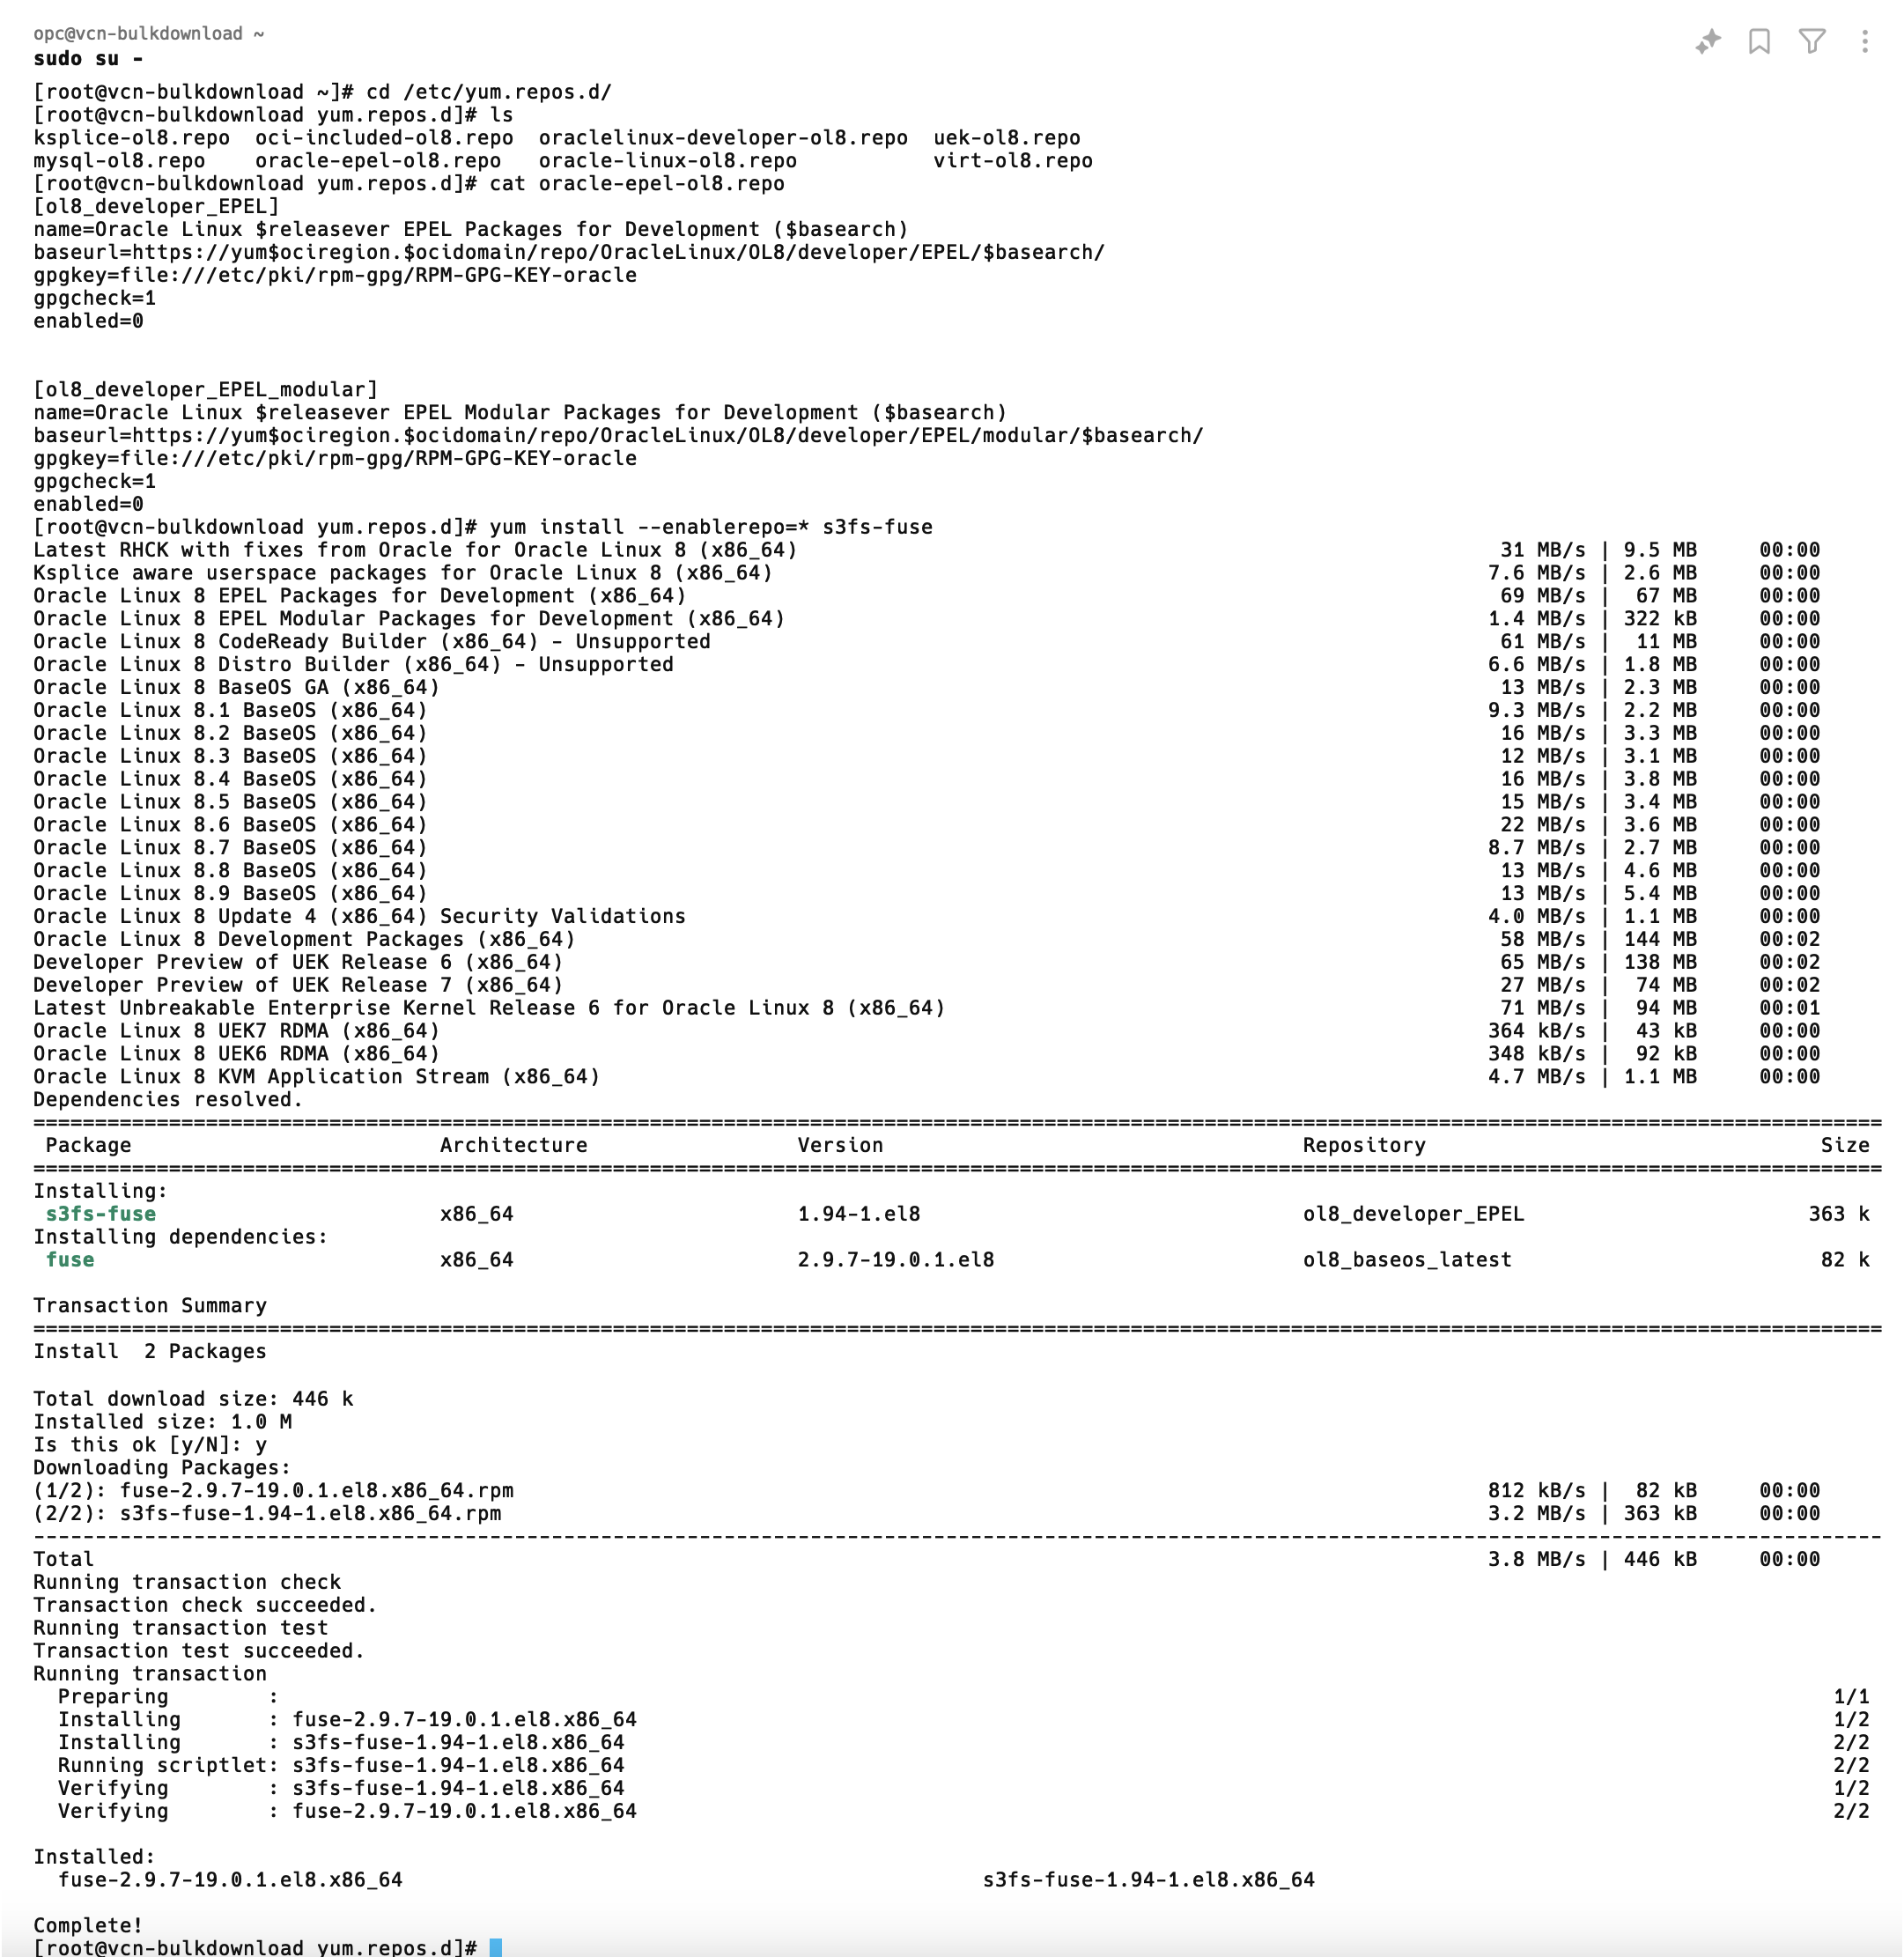 opc@vcn-bulkdownload ~
sudo su -
[root@vcn-bulkdownload ~]# cd /etc/yum.repos.d/
[root@vcn-bulkdownload yum.repos.d]# ls
ksplice-ol8.repo  oci-included-ol8.repo  oraclelinux-developer-ol8.repo  uek-ol8.repo
mysql-ol8.repo    oracle-epel-ol8.repo   oracle-linux-ol8.repo           virt-ol8.repo
[root@vcn-bulkdownload yum.repos.d]# cat oracle-epel-ol8.repo
[ol8_developer_EPEL]
name=Oracle Linux $releasever EPEL Packages for Development ($basearch)
baseurl=https://yum$ociregion.$ocidomain/repo/OracleLinux/OL8/developer/EPEL/$basearch/
gpgkey=file:///etc/pki/rpm-gpg/RPM-GPG-KEY-oracle
gpgcheck=1
enabled=0
[ol8_developer_EPEL_modular]
name=Oracle Linux $releasever EPEL Modular Packages for Development ($basearch)
baseurl=https://yum$ociregion.$ocidomain/repo/OracleLinux/OL8/developer/EPEL/modular/$basearch/
gpgkey=file:///etc/pki/rpm-gpg/RPM-GPG-KEY-oracle
gpgcheck=1
enabled=0
[root@vcn-bulkdownload yum.repos.d]# yum install --enablerepo=* s3fs-fuse
Latest RHCK with fixes from Oracle for Oracle Linux 8 (x86_64)    31 MB/s | 9.5 MB     00:00
Ksplice aware userspace packages for Oracle Linux 8 (x86_64)    7.6 MB/s | 2.6 MB     00:00
Oracle Linux 8 EPEL Packages for Development (x86_64)    69 MB/s |  67 MB     00:00
Oracle Linux 8 EPEL Modular Packages for Development (x86_64)    1.4 MB/s | 322 kB     00:00
Oracle Linux 8 CodeReady Builder (x86_64) - Unsupported    61 MB/s |  11 MB     00:00
Oracle Linux 8 Distro Builder (x86_64) - Unsupported    6.6 MB/s | 1.8 MB     00:00
Oracle Linux 8 BaseOS GA (x86_64)    13 MB/s | 2.3 MB     00:00
Oracle Linux 8.1 BaseOS (x86_64)    9.3 MB/s | 2.2 MB     00:00
Oracle Linux 8.2 BaseOS (x86_64)    16 MB/s | 3.3 MB     00:00
Oracle Linux 8.3 BaseOS (x86_64)    12 MB/s | 3.1 MB     00:00
Oracle Linux 8.4 BaseOS (x86_64)    16 MB/s | 3.8 MB     00:00
Oracle Linux 8.5 BaseOS (x86_64)    15 MB/s | 3.4 MB     00:00
Oracle Linux 8.6 BaseOS (x86_64)    22 MB/s | 3.6 MB     00:00
Oracle Linux 8.7 BaseOS (x86_64)    8.7 MB/s | 2.7 MB     00:00
Oracle Linux 8.8 BaseOS (x86_64)    13 MB/s | 4.6 MB     00:00
Oracle Linux 8.9 BaseOS (x86_64)    13 MB/s | 5.4 MB     00:00
Oracle Linux 8 Update 4 (x86_64) Security Validations    4.0 MB/s | 1.1 MB     00:00
Oracle Linux 8 Development Packages (x86_64)    58 MB/s | 144 MB     00:02
Developer Preview of UEK Release 6 (x86_64)    65 MB/s | 138 MB     00:02
Developer Preview of UEK Release 7 (x86_64)    27 MB/s |  74 MB     00:02
Latest Unbreakable Enterprise Kernel Release 6 for Oracle Linux 8 (x86_64)    71 MB/s |  94 MB     00:01
Oracle Linux 8 UEK7 RDMA (x86_64)    364 kB/s |  43 kB     00:00
Oracle Linux 8 UEK6 RDMA (x86_64)    348 kB/s |  92 kB     00:00
Oracle Linux 8 KVM Application Stream (x86_64)    4.7 MB/s | 1.1 MB     00:00
Dependencies resolved.
Package    Architecture    Version    Repository    Size
Installing:
s3fs-fuse    x86_64    1.94-1.el8    ol8_developer_EPEL    363 k
Installing dependencies:
fuse    x86_64    2.9.7-19.0.1.el8    ol8_baseos_latest    82 k
Transaction Summary
Install  2 Packages
Total download size: 446 k
Installed size: 1.0 M
Is this ok [y/N]: y
Downloading Packages:
(1/2): fuse-2.9.7-19.0.1.el8.x86_64.rpm    812 kB/s |  82 kB     00:00
(2/2): s3fs-fuse-1.94-1.el8.x86_64.rpm    3.2 MB/s | 363 kB     00:00
Total    3.8 MB/s | 446 kB     00:00
Running transaction check
Transaction check succeeded.
Running transaction test
Transaction test succeeded.
Running transaction
Preparing        :    1/1
Installing       : fuse-2.9.7-19.0.1.el8.x86_64    1/2
Installing       : s3fs-fuse-1.94-1.el8.x86_64    2/2
Running scriptlet: s3fs-fuse-1.94-1.el8.x86_64    2/2
Verifying        : s3fs-fuse-1.94-1.el8.x86_64    1/2
Verifying        : fuse-2.9.7-19.0.1.el8.x86_64    2/2
Installed:
fuse-2.9.7-19.0.1.el8.x86_64    s3fs-fuse-1.94-1.el8.x86_64
Complete!
[root@vcn-bulkdownload yum.repos.d]#